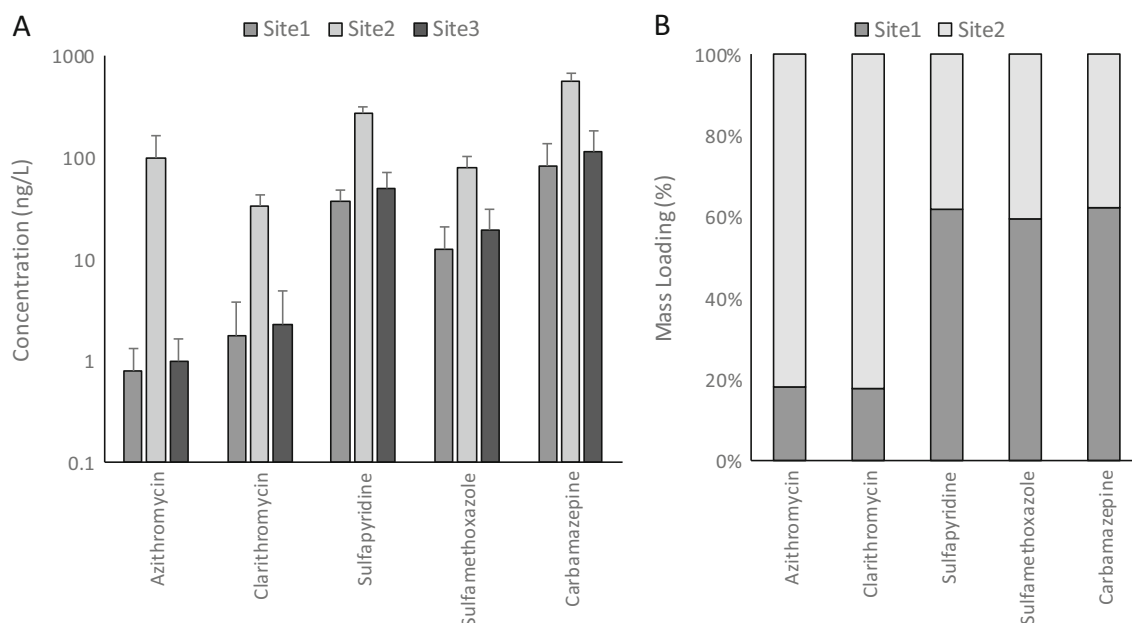 A
Site1 Site2 Site3
Concentration (ng/L)
1000
100
10
1
0.1
Azithromycin
Clarithromycin
Sulfapyridine
Sulfamethoxazole
Carbamazepine
B
Site1 Site2
Mass Loading (%)
100%
80%
60%
40%
20%
0%
Azithromycin
Clarithromycin
Sulfapyridine
Sulfamethoxazole
Carbamazepine